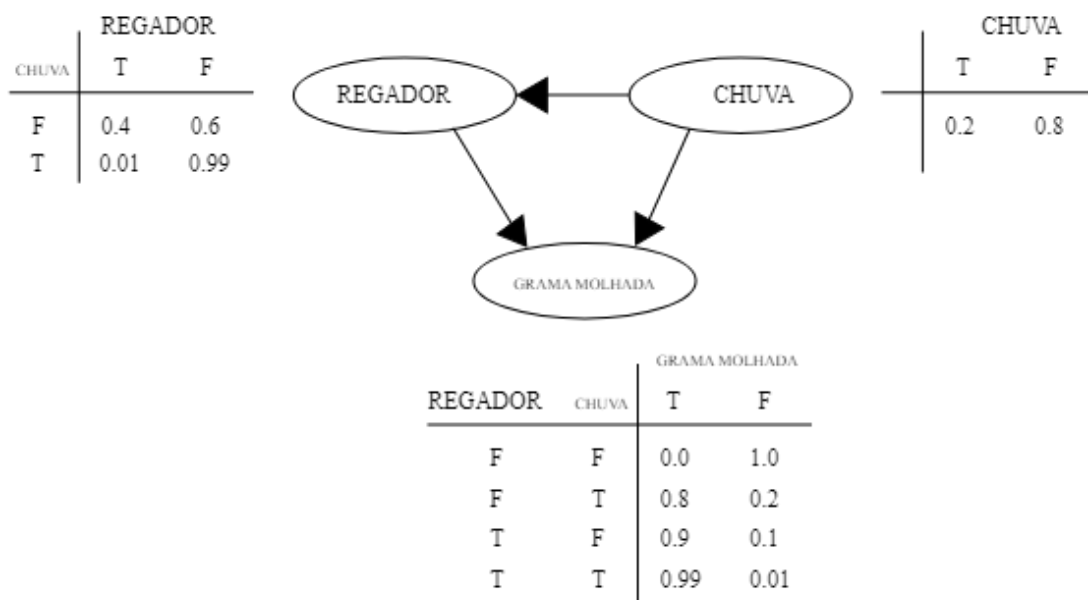 REGADOR
CHUVA T F
F 0.4 0.6
T 0.01 0.99
REGADOR
CHUVA
CHUVA
T F
0.2 0.8
GRAMA MOLHADA
GRAMA MOLHADA
REGADOR CHUVA T F
F F 0.0 1.0
F T 0.8 0.2
T F 0.9 0.1
T T 0.99 0.01